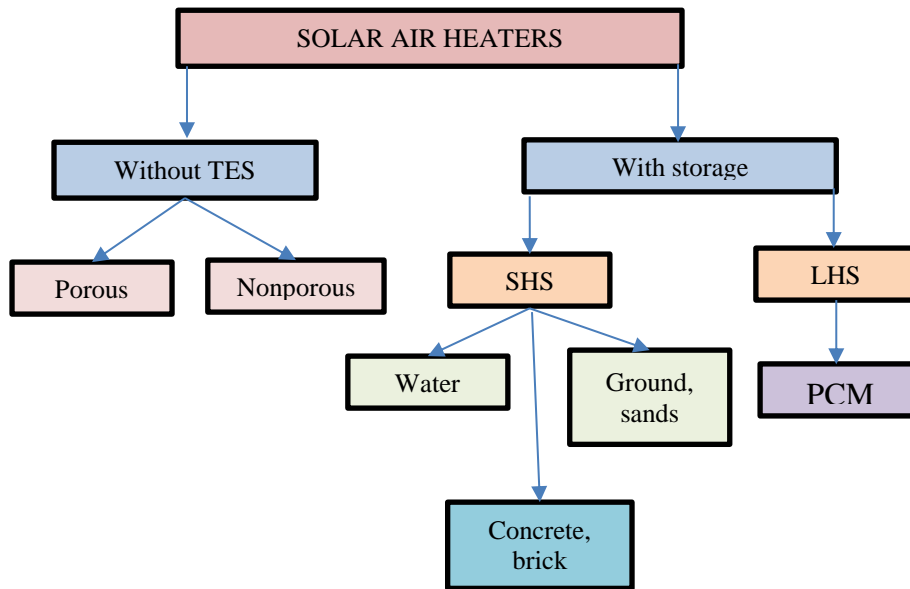 SOLAR AIR HEATERS
Without TES
With storage
Porous
Nonporous
SHS
LHS
Water
Ground,
sands
PCM
Concrete,
brick